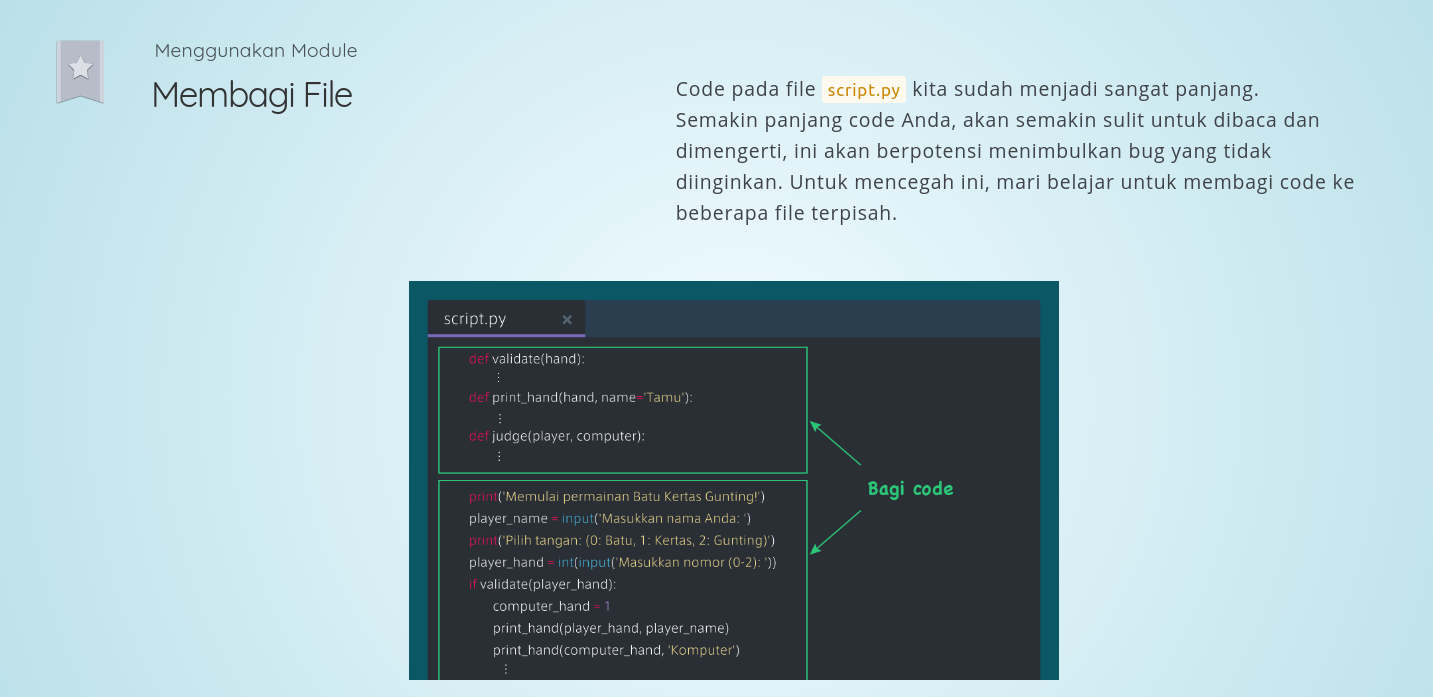 Menggunakan Module
Membagi File
Code pada file script.py kita sudah menjadi sangat panjang.
Semakin panjang code Anda, akan semakin sulit untuk dibaca dan
dimengerti, ini akan berpotensi menimbulkan bug yang tidak
diinginkan. Untuk mencegah ini, mari belajar untuk membagi code ke
beberapa file terpisah.
script.py ×
def validate(hand):
⋮
def print_hand(hand, name='Tamu'):
⋮
def judge(player, computer):
⋮
Bagi code
print('Memulai permainan Batu Kertas Gunting!')
player_name = input('Masukkan nama Anda: ')
print('Pilih tangan: (0: Batu, 1: Kertas, 2: Gunting)')
player_hand = int(input('Masukkan nomor (0-2): '))
if validate(player_hand):
computer_hand = 1
print_hand(player_hand, player_name)
print_hand(computer_hand, 'Komputer')
⋮